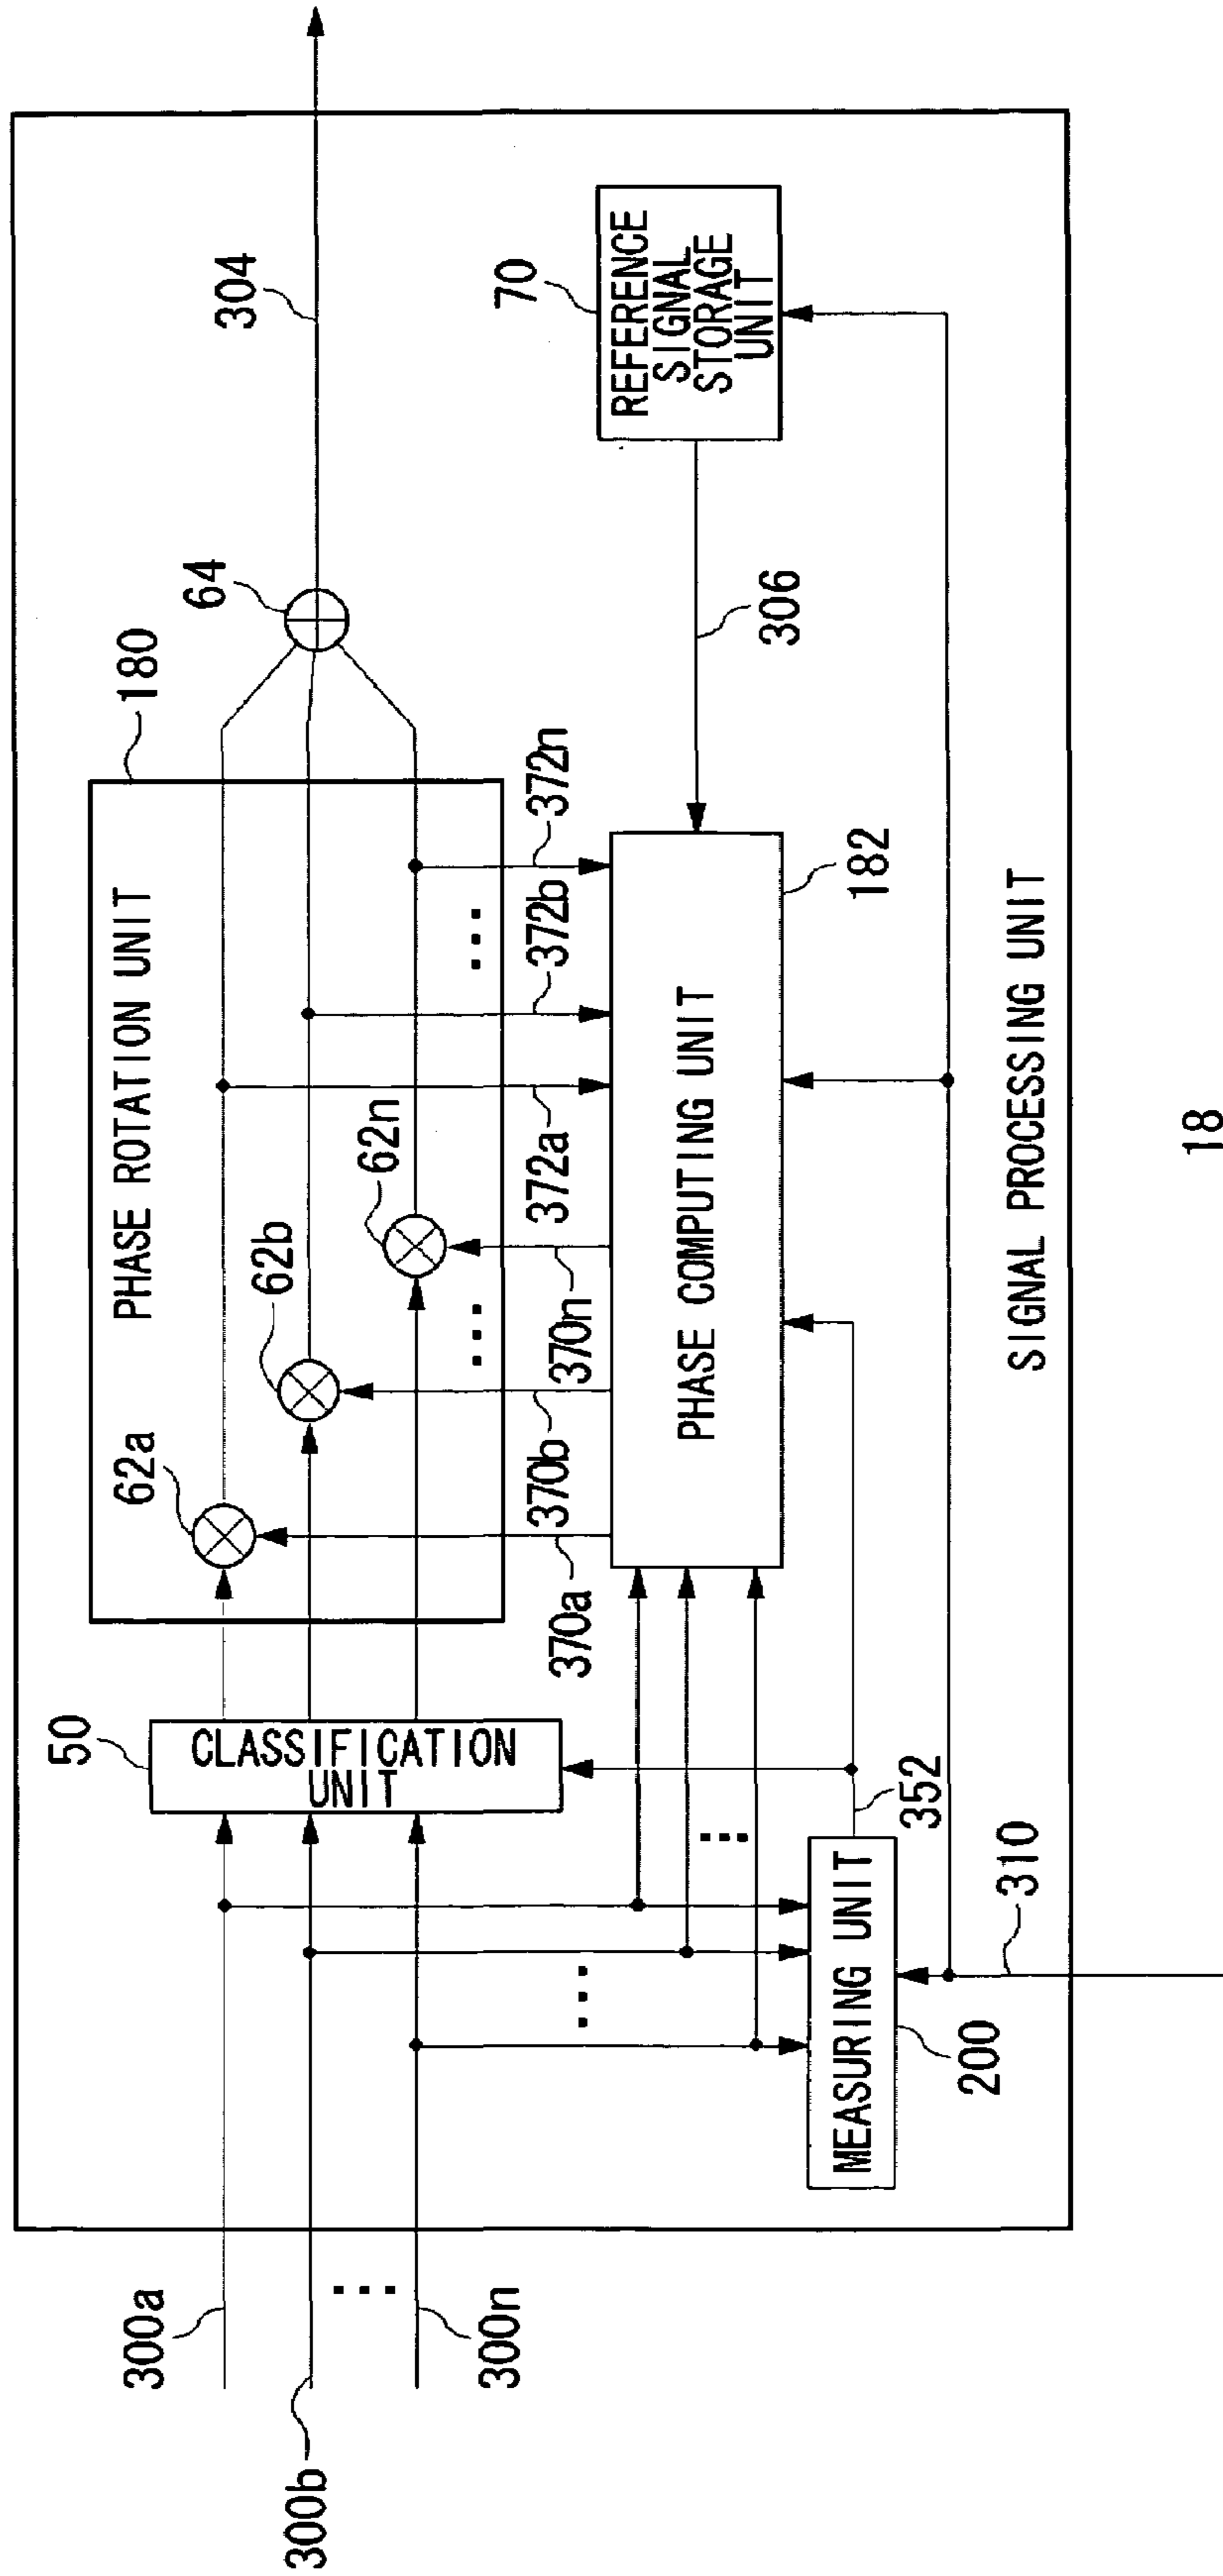 300a
300b
300n
50
CLASSIFICATION
UNIT
PHASE ROTATION UNIT
180
62a
62b
62n
64
304
370a
370b
370n
372a
372b
372n
PHASE COMPUTING UNIT
182
306
70
REFERENCE
SIGNAL
STORAGE
UNIT
MEASURING UNIT
200
352
310
SIGNAL PROCESSING UNIT
18